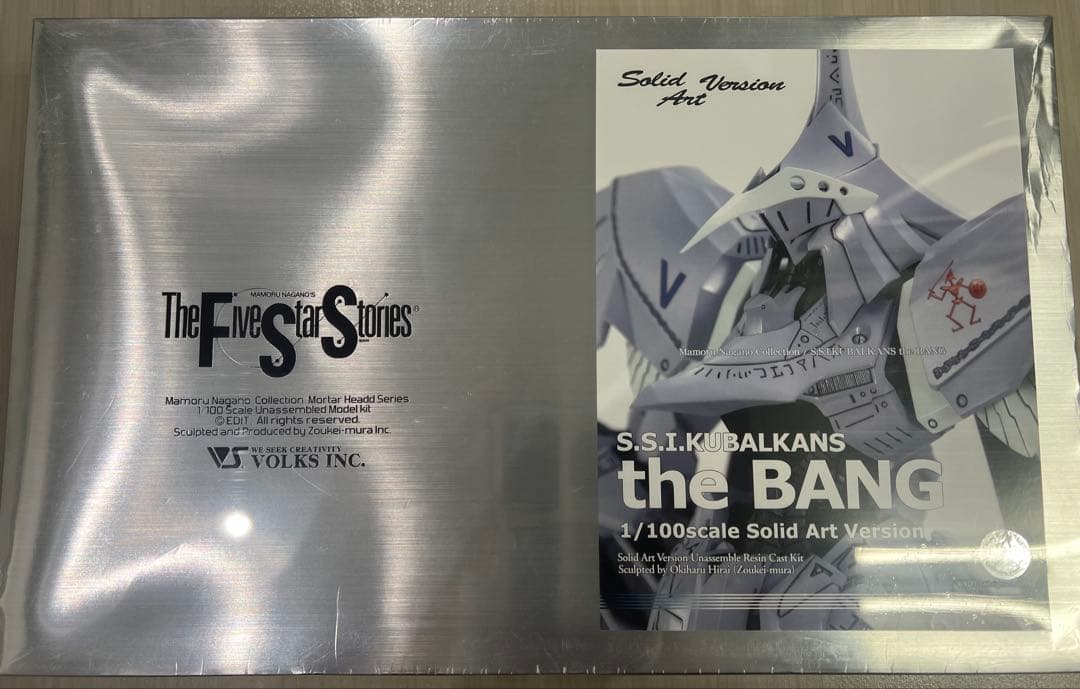 MAMORU NAGANO'S
The Five Star Stories®
Mamoru Nagano Collection Mortar Headd Series
1/100 Scale Unassembled Model kit
©EDIT All rights reserved.
Sculpted and Produced by Zoukei-mura Inc.
VS WE SEEK CREATIVITY
VOLKS INC.
Solid Art Version
V
V
Mamoru Nagano Collection / S.S.I.KUBALKANS the BANG
S.S.I.KUBALKANS
the BANG
1/100scale Solid Art Version
Solid Art Version Unassemble Resin Cast Kit
Sculpted by Okiharu Hirai (Zoukei-mura)